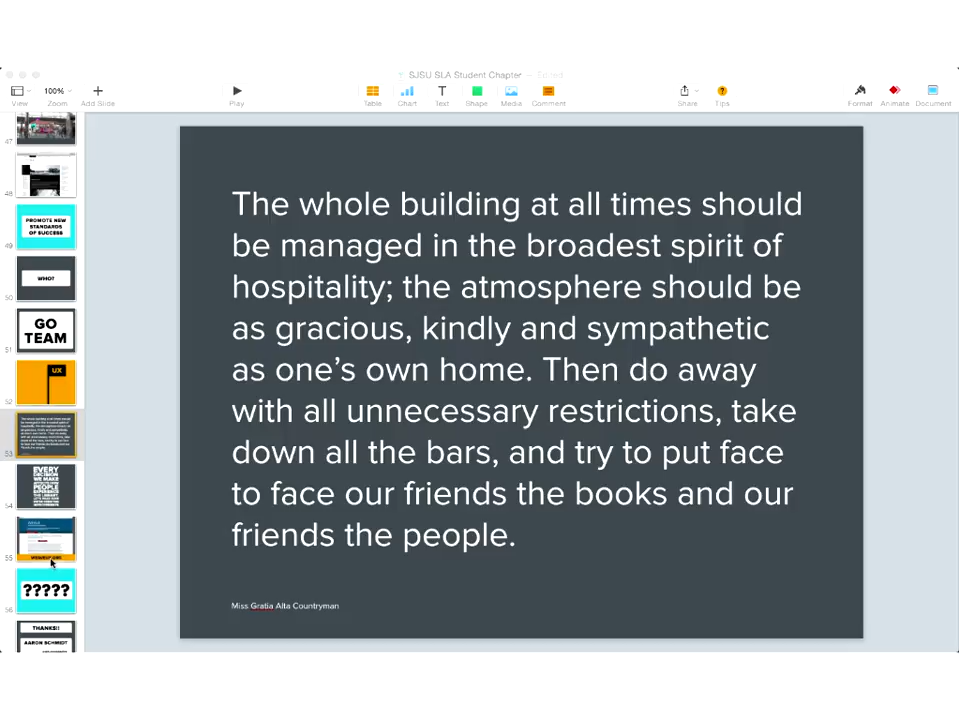 SJSU SLA Student Chapter — Edited
100%
View Zoom Add Slide Play Table Chart Text Shape Media Comment Share Tips Format Animate Document
47
48
PROMOTE NEW
STANDARDS
OF SUCCESS
49
WHO?
50
GO
TEAM
51
UX
52
53
EVERY
DECISION
WE MAKE
PEOPLE
EXPERIENCE
THE LIBRARY
54
55
?????
56
THANKS!!
AARON SCHMIDT
The whole building at all times should
be managed in the broadest spirit of
hospitality; the atmosphere should be
as gracious, kindly and sympathetic
as one’s own home. Then do away
with all unnecessary restrictions, take
down all the bars, and try to put face
to face our friends the books and our
friends the people.
Miss Gratia Alta Countryman